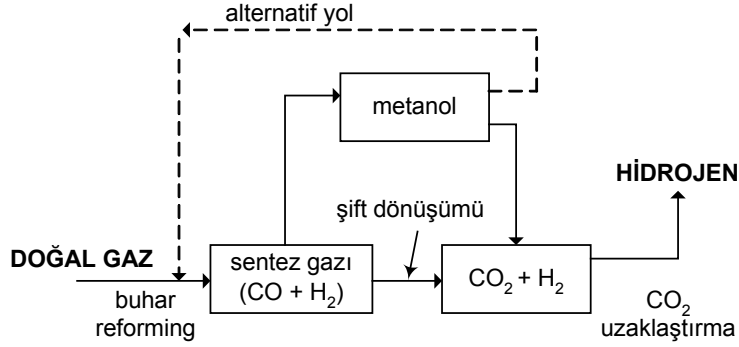 alternatif yol
metanol
HİDROJEN
şift dönüşümü
DOĞAL GAZ
sentez gazı
(CO + H₂)
CO₂ + H₂
buhar
reforming
CO₂
uzaklaştırma